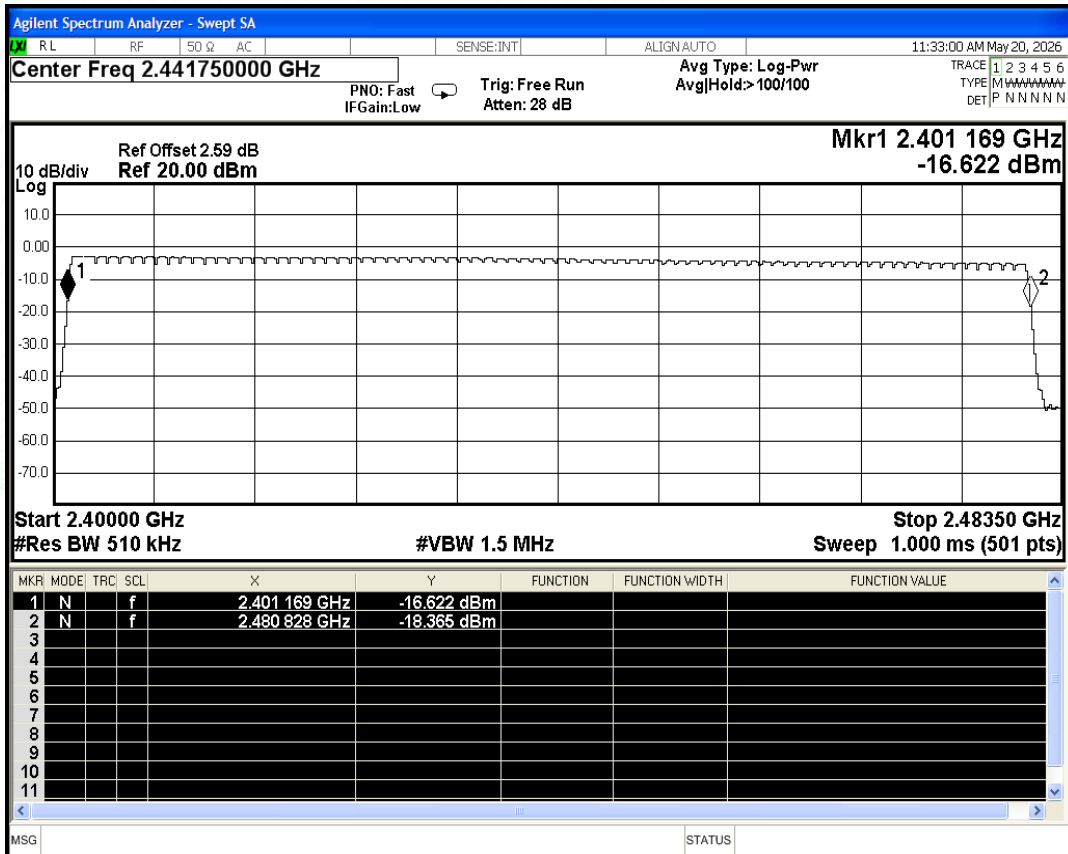 Agilent Spectrum Analyzer - Swept SA
LXI RL RF 50 Ω AC SENSE:INT ALIGN AUTO 11:33:00 AM May 20, 2026
Center Freq 2.441750000 GHz
PNO: Fast
IFGain:Low
Trig: Free Run
Atten: 28 dB
Avg Type: Log-Pwr
Avg|Hold:>100/100
TRACE 1 2 3 4 5 6
TYPE M WWWWW
DET P N N N N N
Mkr1 2.401 169 GHz
-16.622 dBm
Ref Offset 2.59 dB
10 dB/div Ref 20.00 dBm
Log
10.0
0.00
-10.0
-20.0
-30.0
-40.0
-50.0
-60.0
-70.0
1
2
Start 2.40000 GHz Stop 2.48350 GHz
#Res BW 510 kHz #VBW 1.5 MHz Sweep 1.000 ms (501 pts)
MKR MODE TRC SCL X Y FUNCTION FUNCTION WIDTH FUNCTION VALUE
1 N f 2.401 169 GHz -16.622 dBm
2 N f 2.480 828 GHz -18.365 dBm
3
4
5
6
7
8
9
10
11
MSG STATUS